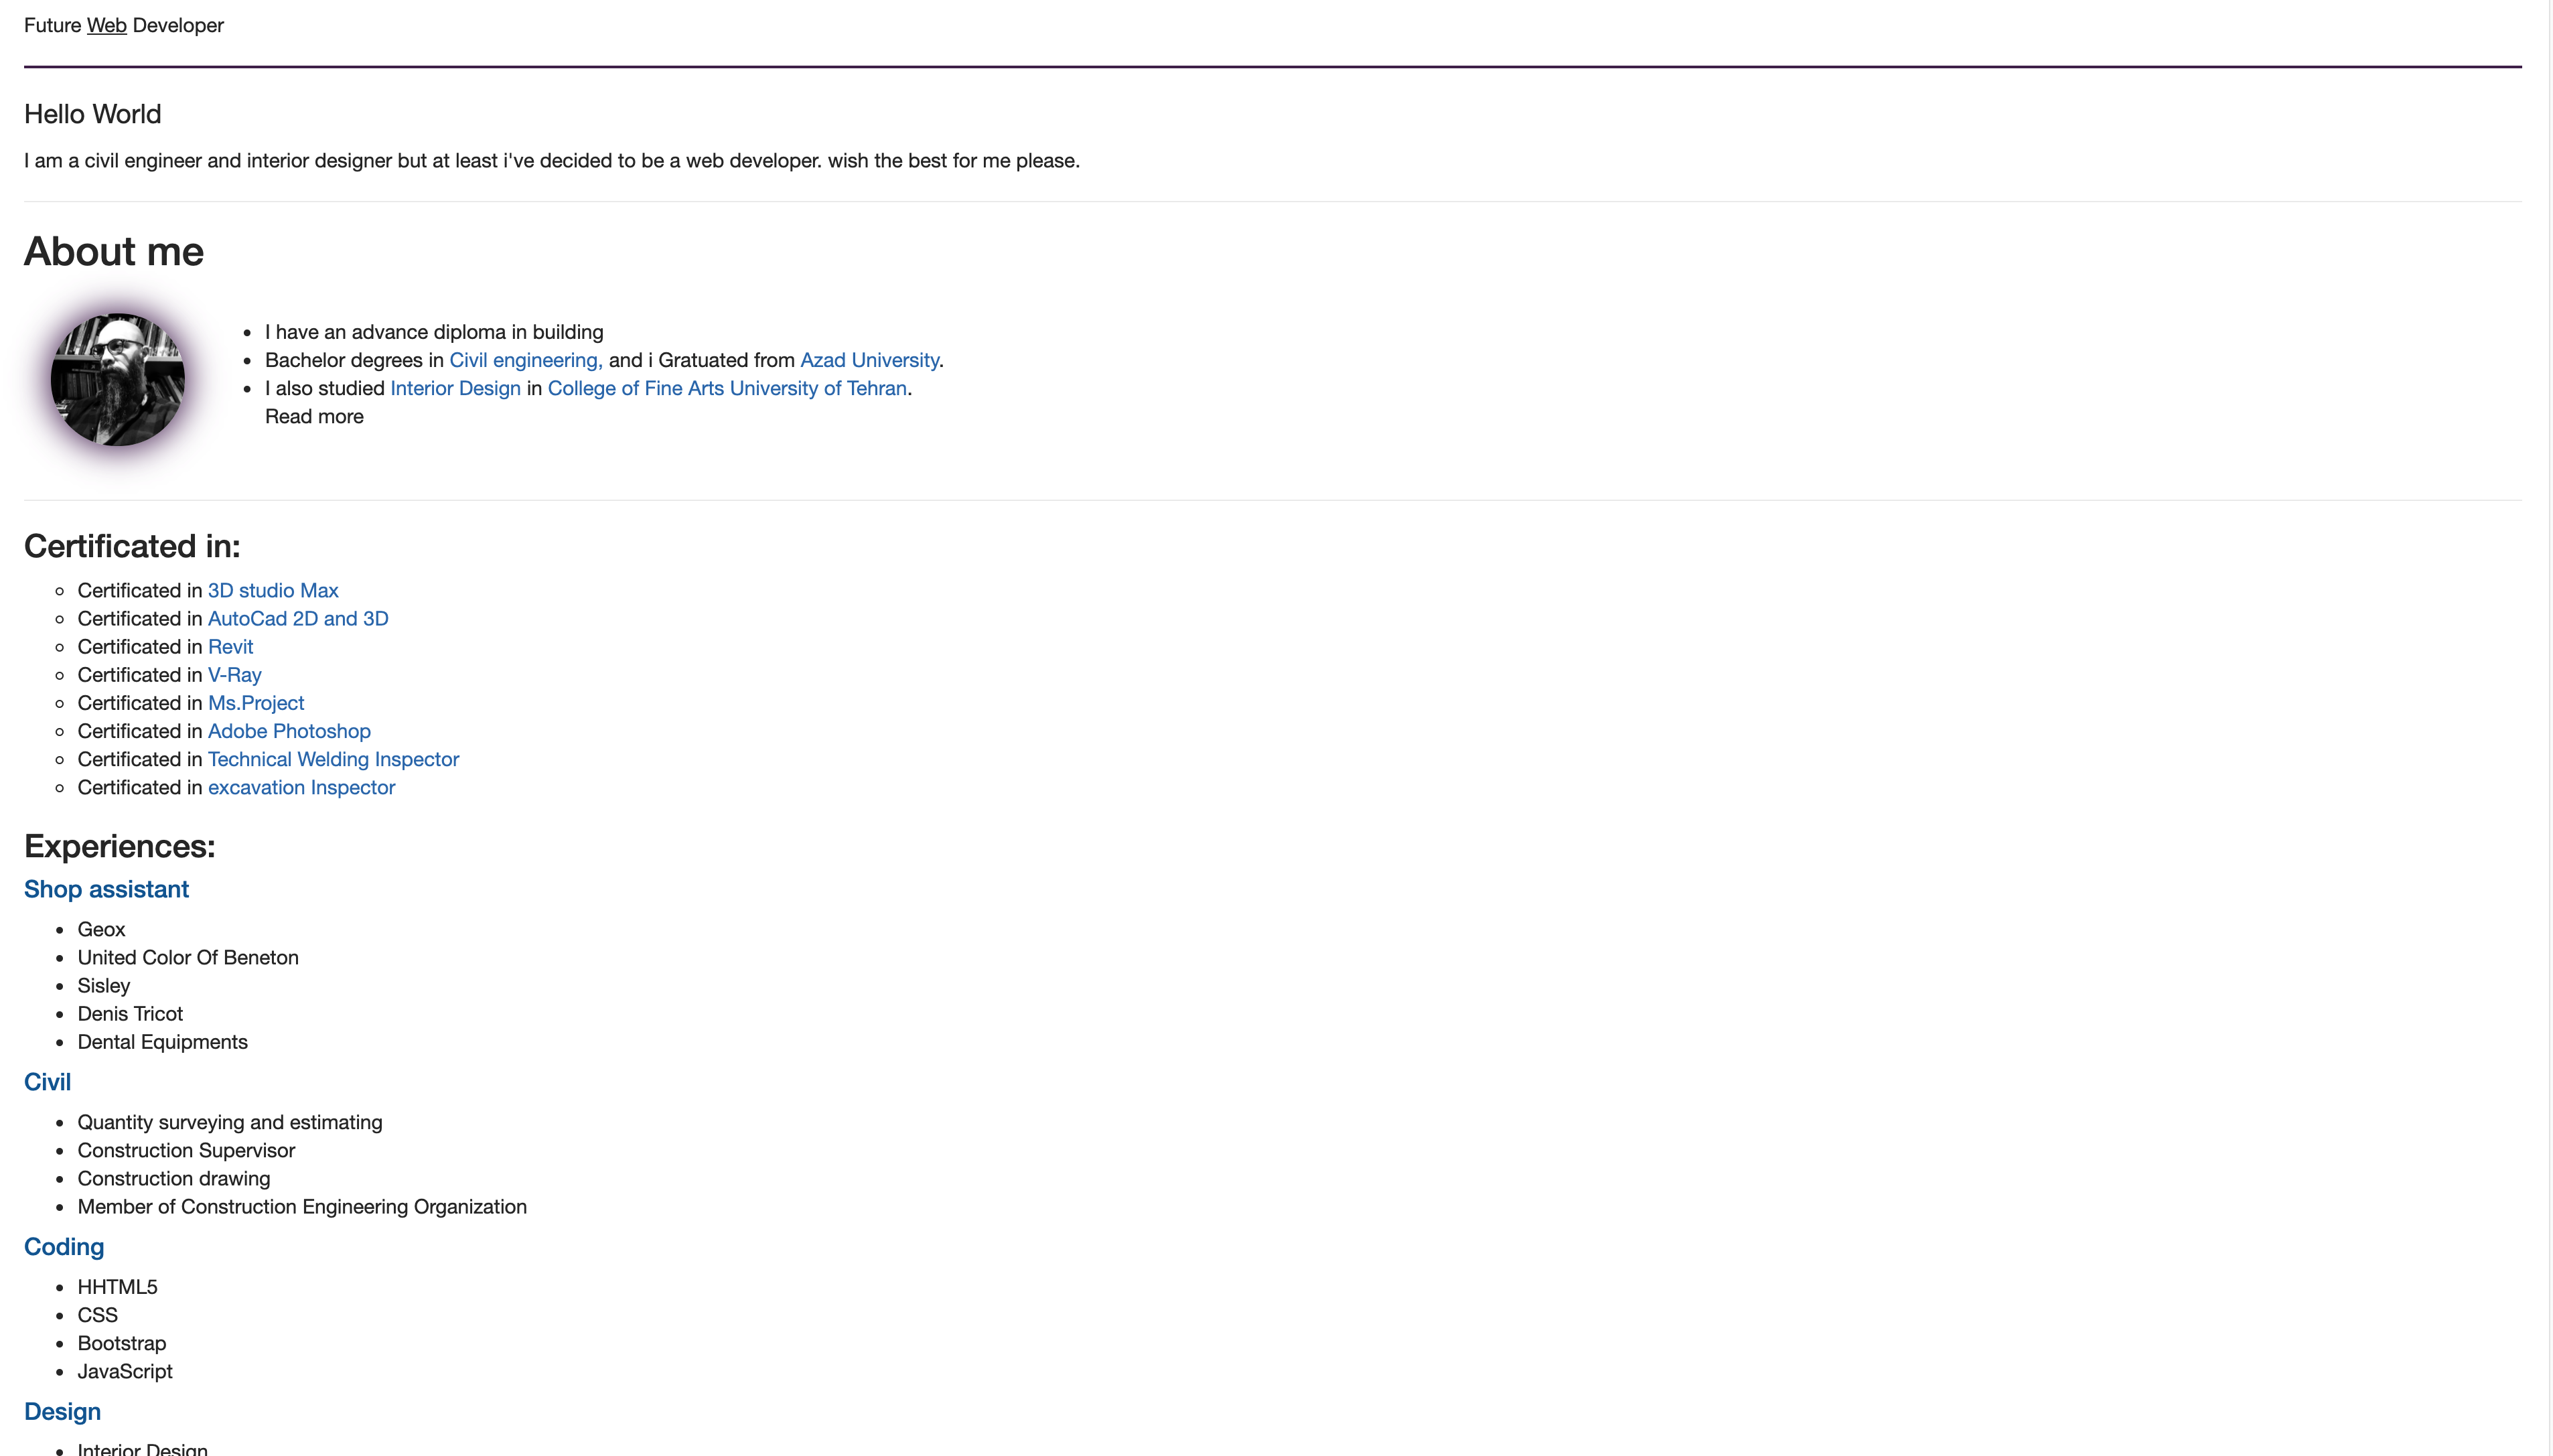 Future Web Developer
Hello World
I am a civil engineer and interior designer but at least i've decided to be a web developer. wish the best for me please.
About me
I have an advance diploma in building
Bachelor degrees in Civil engineering, and i Gratuated from Azad University.
I also studied Interior Design in College of Fine Arts University of Tehran.
Read more
Certificated in:
Certificated in 3D studio Max
Certificated in AutoCad 2D and 3D
Certificated in Revit
Certificated in V-Ray
Certificated in Ms.Project
Certificated in Adobe Photoshop
Certificated in Technical Welding Inspector
Certificated in excavation Inspector
Experiences:
Shop assistant
Geox
United Color Of Beneton
Sisley
Denis Tricot
Dental Equipments
Civil
Quantity surveying and estimating
Construction Supervisor
Construction drawing
Member of Construction Engineering Organization
Coding
HHTML5
CSS
Bootstrap
JavaScript
Design
Interior Design